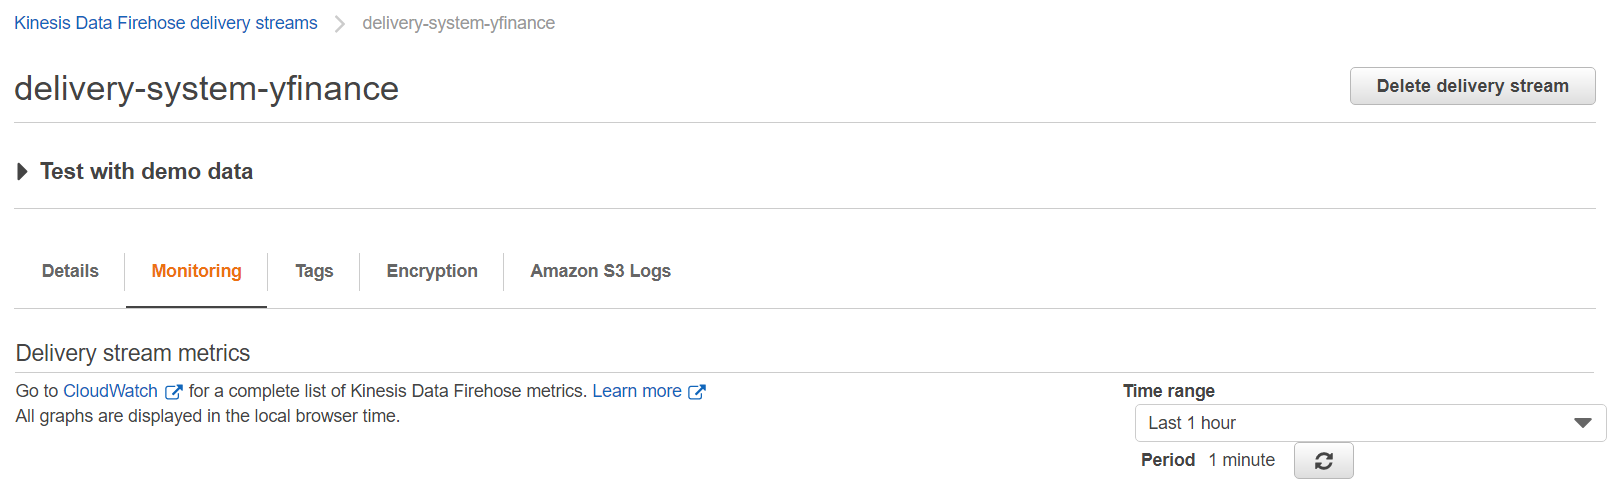 Kinesis Data Firehose delivery streams delivery-system-yfinance
delivery-system-yfinance
Delete delivery stream
Test with demo data
Details Monitoring Tags Encryption Amazon S3 Logs
Delivery stream metrics
Go to CloudWatch for a complete list of Kinesis Data Firehose metrics. Learn more
All graphs are displayed in the local browser time.
Time range
Last 1 hour
Period 1 minute